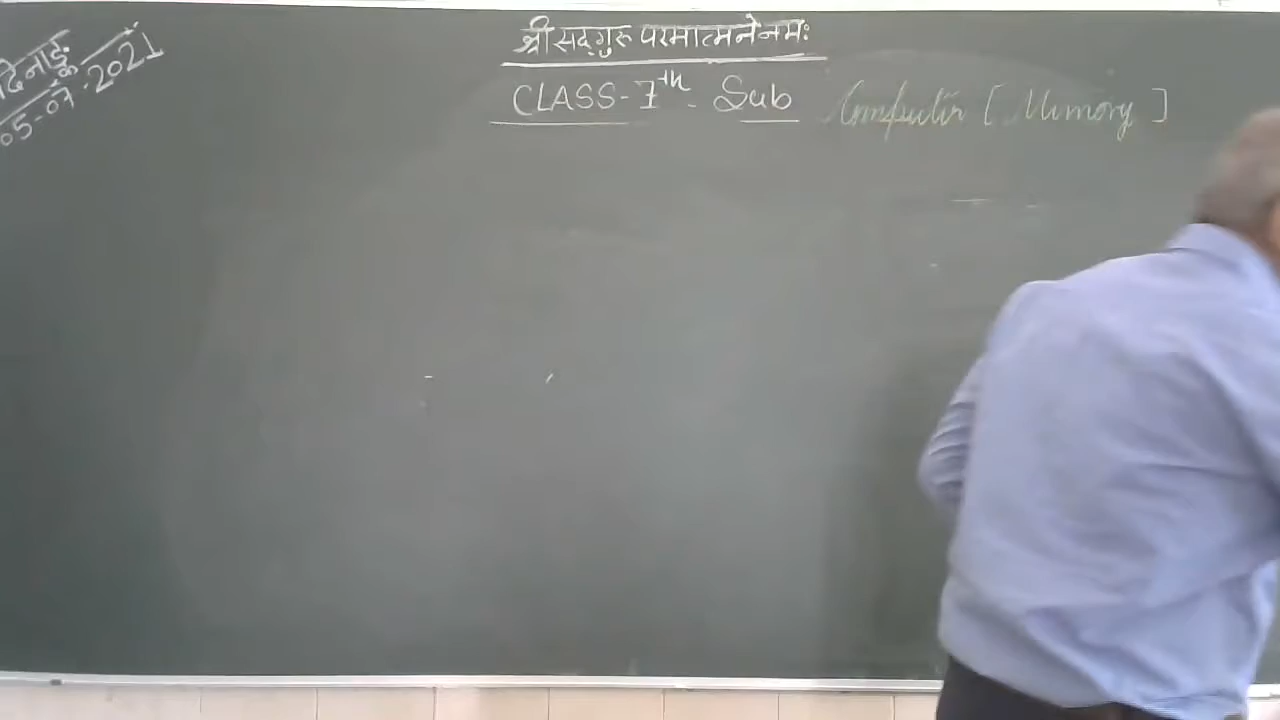 श्री सद्गुरु परमात्मने नमः
दिनाङ्कः
05-07-2021
CLASS-7th - Sub Computer [ Memory ]